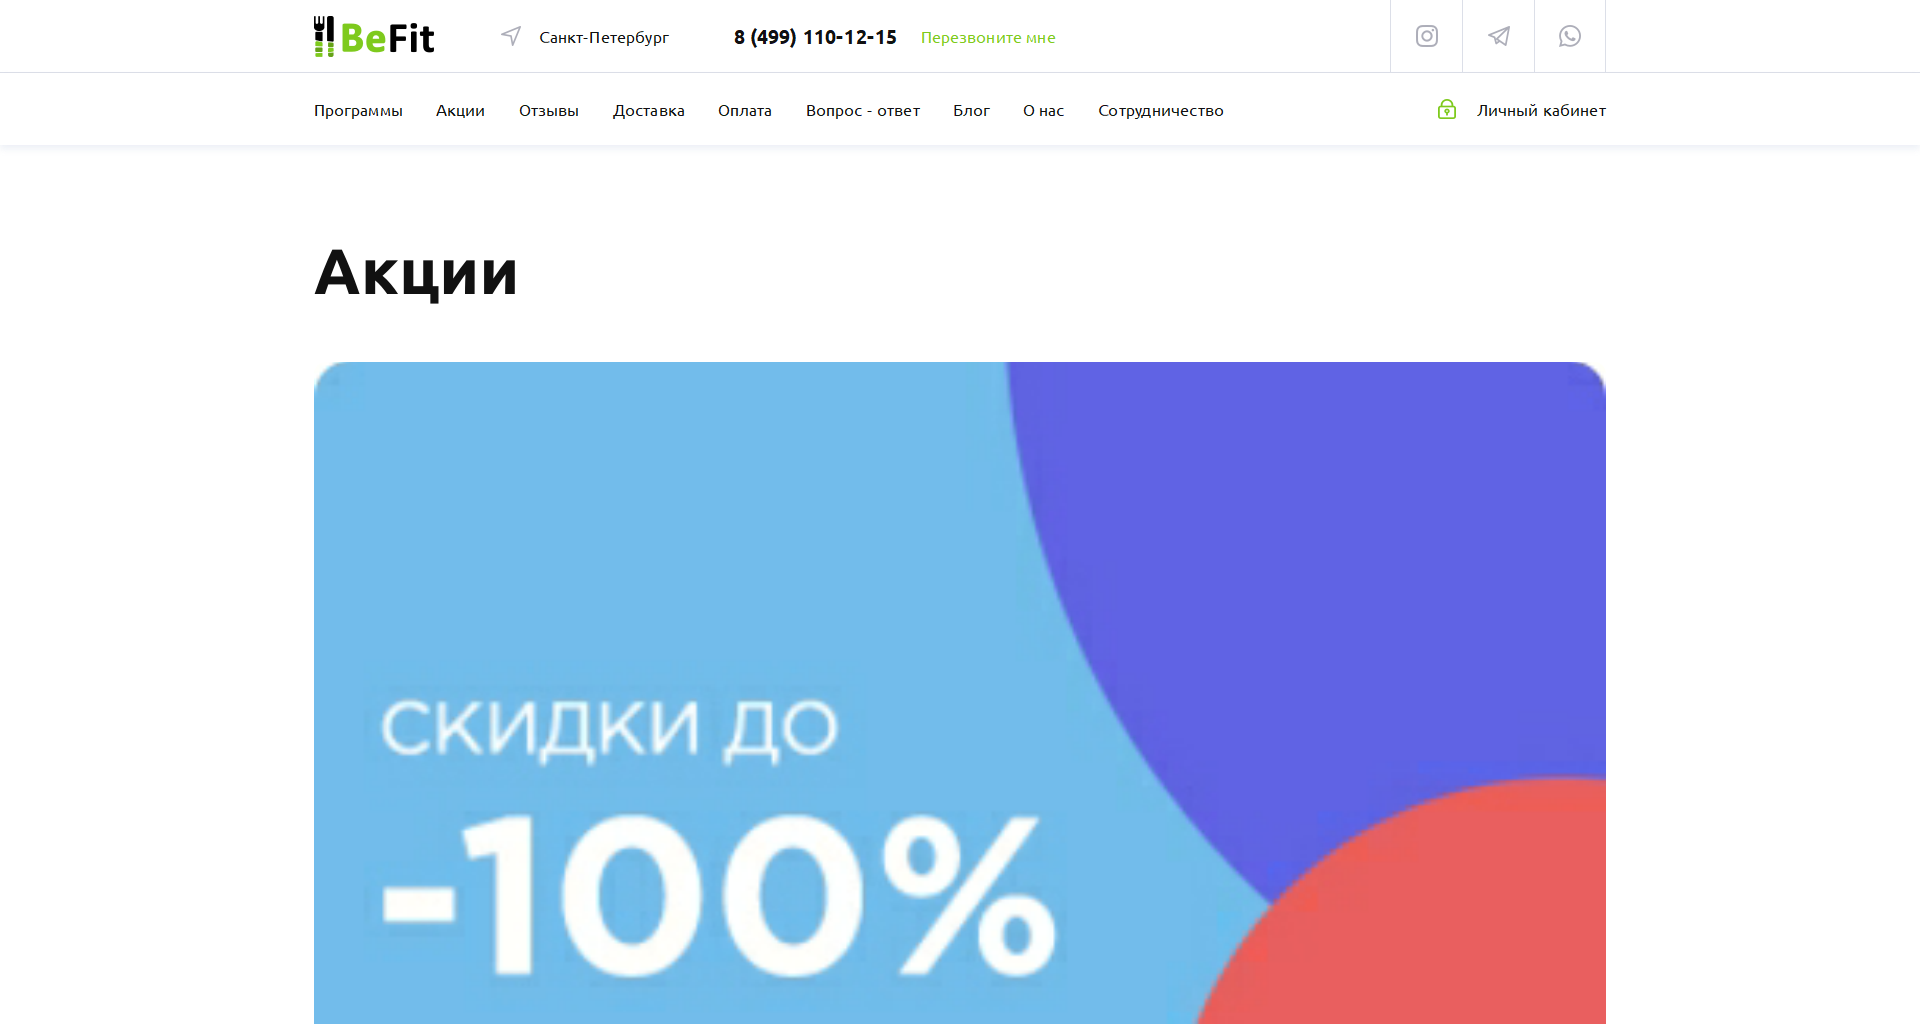 BeFit
Санкт-Петербург
8 (499) 110-12-15
Перезвоните мне
Программы
Акции
Отзывы
Доставка
Оплата
Вопрос - ответ
Блог
О нас
Сотрудничество
Личный кабинет
Акции
СКИДКИ ДО
-100%